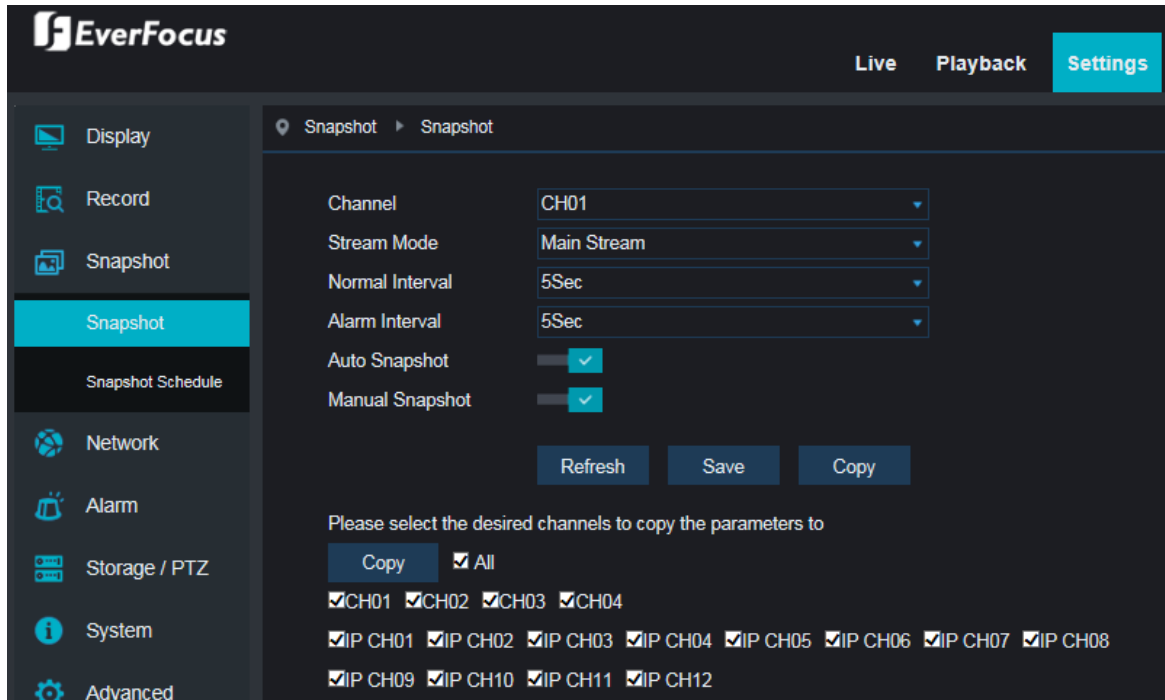 EverFocus
Live Playback Settings
Display
Record
Snapshot
Snapshot
Snapshot Schedule
Network
Alarm
Storage / PTZ
System
Advanced
Snapshot Snapshot
Channel CH01
Stream Mode Main Stream
Normal Interval 5Sec
Alarm Interval 5Sec
Auto Snapshot
Manual Snapshot
Refresh Save Copy
Please select the desired channels to copy the parameters to
Copy All
CH01 CH02 CH03 CH04
IP CH01 IP CH02 IP CH03 IP CH04 IP CH05 IP CH06 IP CH07 IP CH08
IP CH09 IP CH10 IP CH11 IP CH12